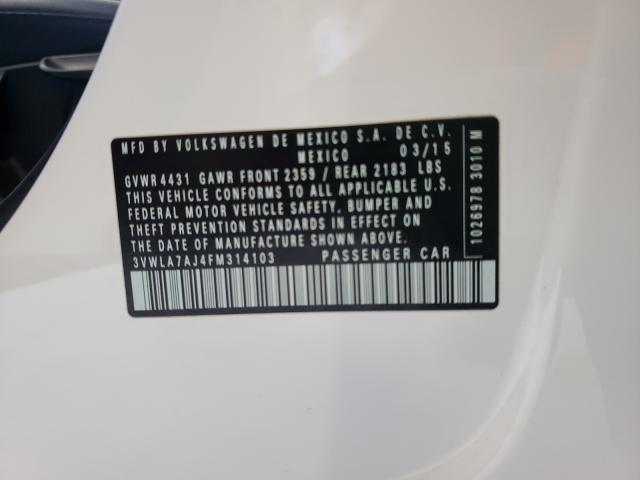 MFD BY VOLKSWAGEN DE MEXICO S.A. DE C.V.
MEXICO 03/15
GVWR 4431 GAWR FRONT 2359 / REAR 2183 LBS
THIS VEHICLE CONFORMS TO ALL APPLICABLE U.S.
FEDERAL MOTOR VEHICLE SAFETY, BUMPER AND
THEFT PREVENTION STANDARDS IN EFFECT ON
THE DATE OF MANUFACTURE SHOWN ABOVE.
3VWLA7AJ4FM314103 PASSENGER CAR
1026978 3010 M